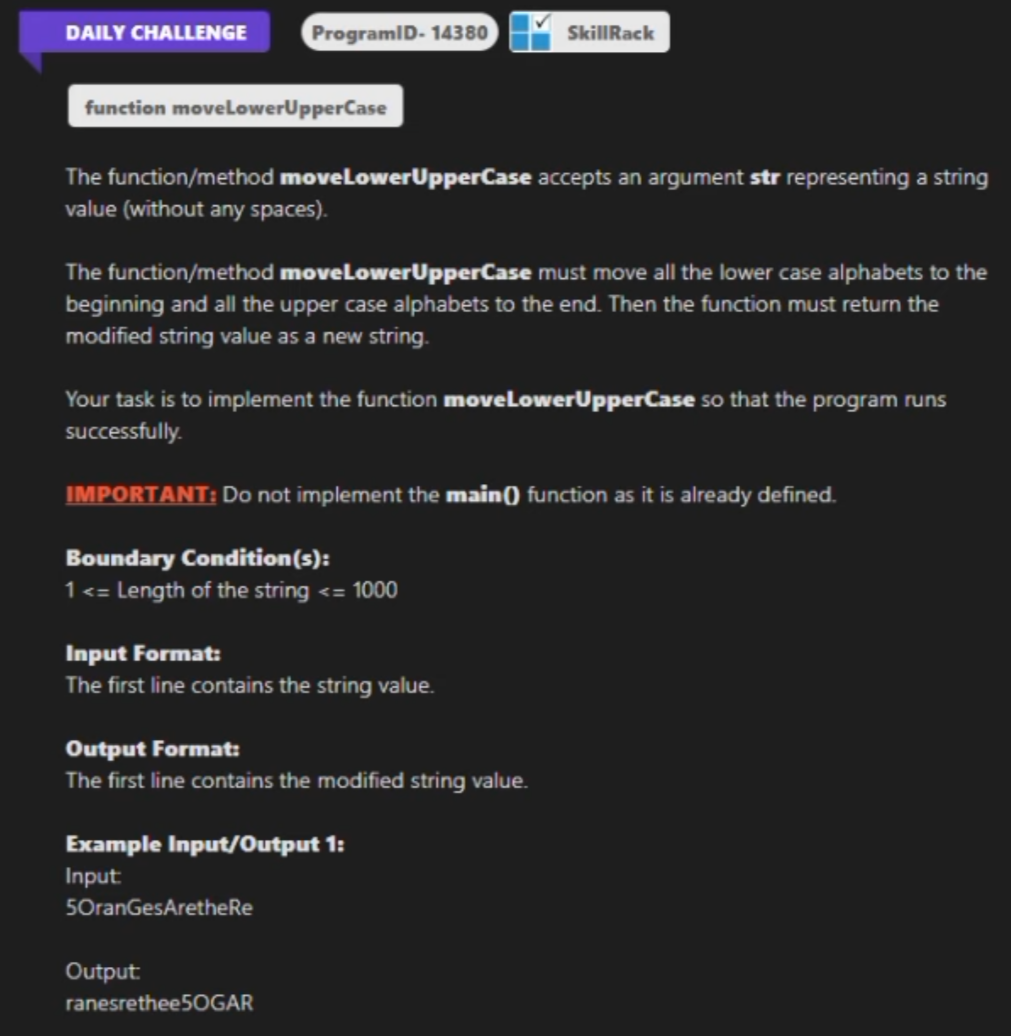 DAILY CHALLENGE ProgramID- 14380 SkillRack
function moveLowerUpperCase
The function/method moveLowerUpperCase accepts an argument str representing a string
value (without any spaces).
The function/method moveLowerUpperCase must move all the lower case alphabets to the
beginning and all the upper case alphabets to the end. Then the function must return the
modified string value as a new string.
Your task is to implement the function moveLowerUpperCase so that the program runs
successfully.
IMPORTANT: Do not implement the main() function as it is already defined.
Boundary Condition(s):
1 <= Length of the string <= 1000
Input Format:
The first line contains the string value.
Output Format:
The first line contains the modified string value.
Example Input/Output 1:
Input:
5OranGesAretheRe
Output:
ranesrethee5OGAR